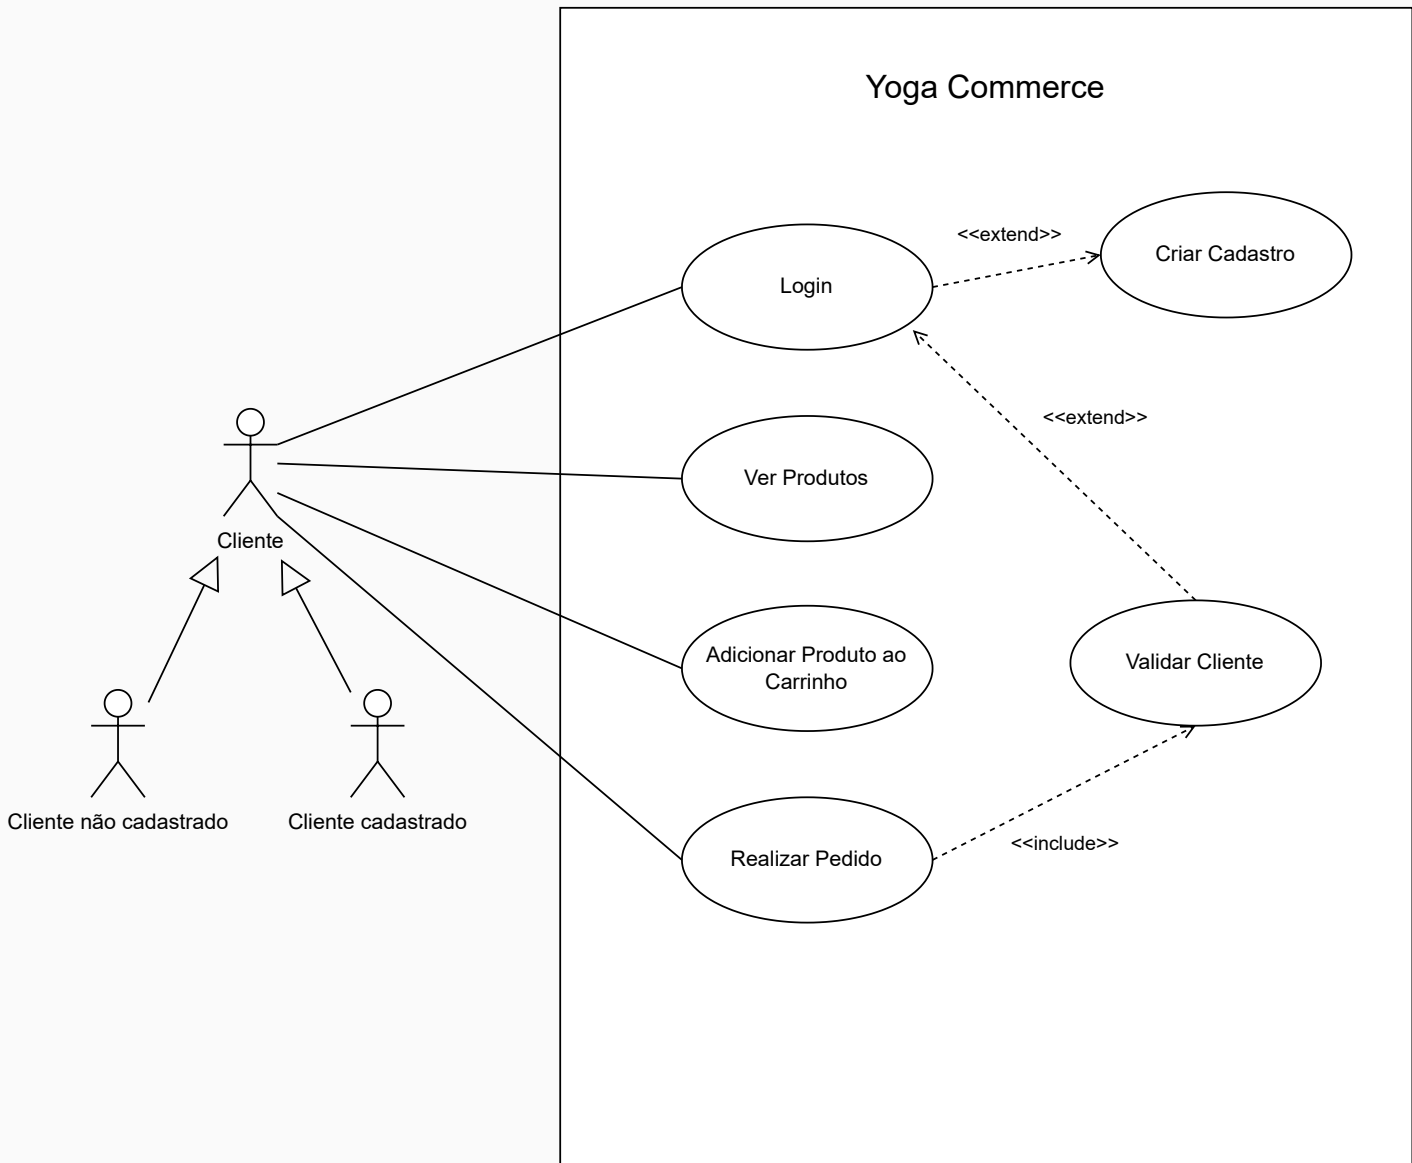 Yoga Commerce
<<extend>>
Criar Cadastro
Login
<<extend>>
Ver Produtos
Cliente
Adicionar Produto ao
Carrinho
Validar Cliente
Cliente não cadastrado
Cliente cadastrado
Realizar Pedido
<<include>>